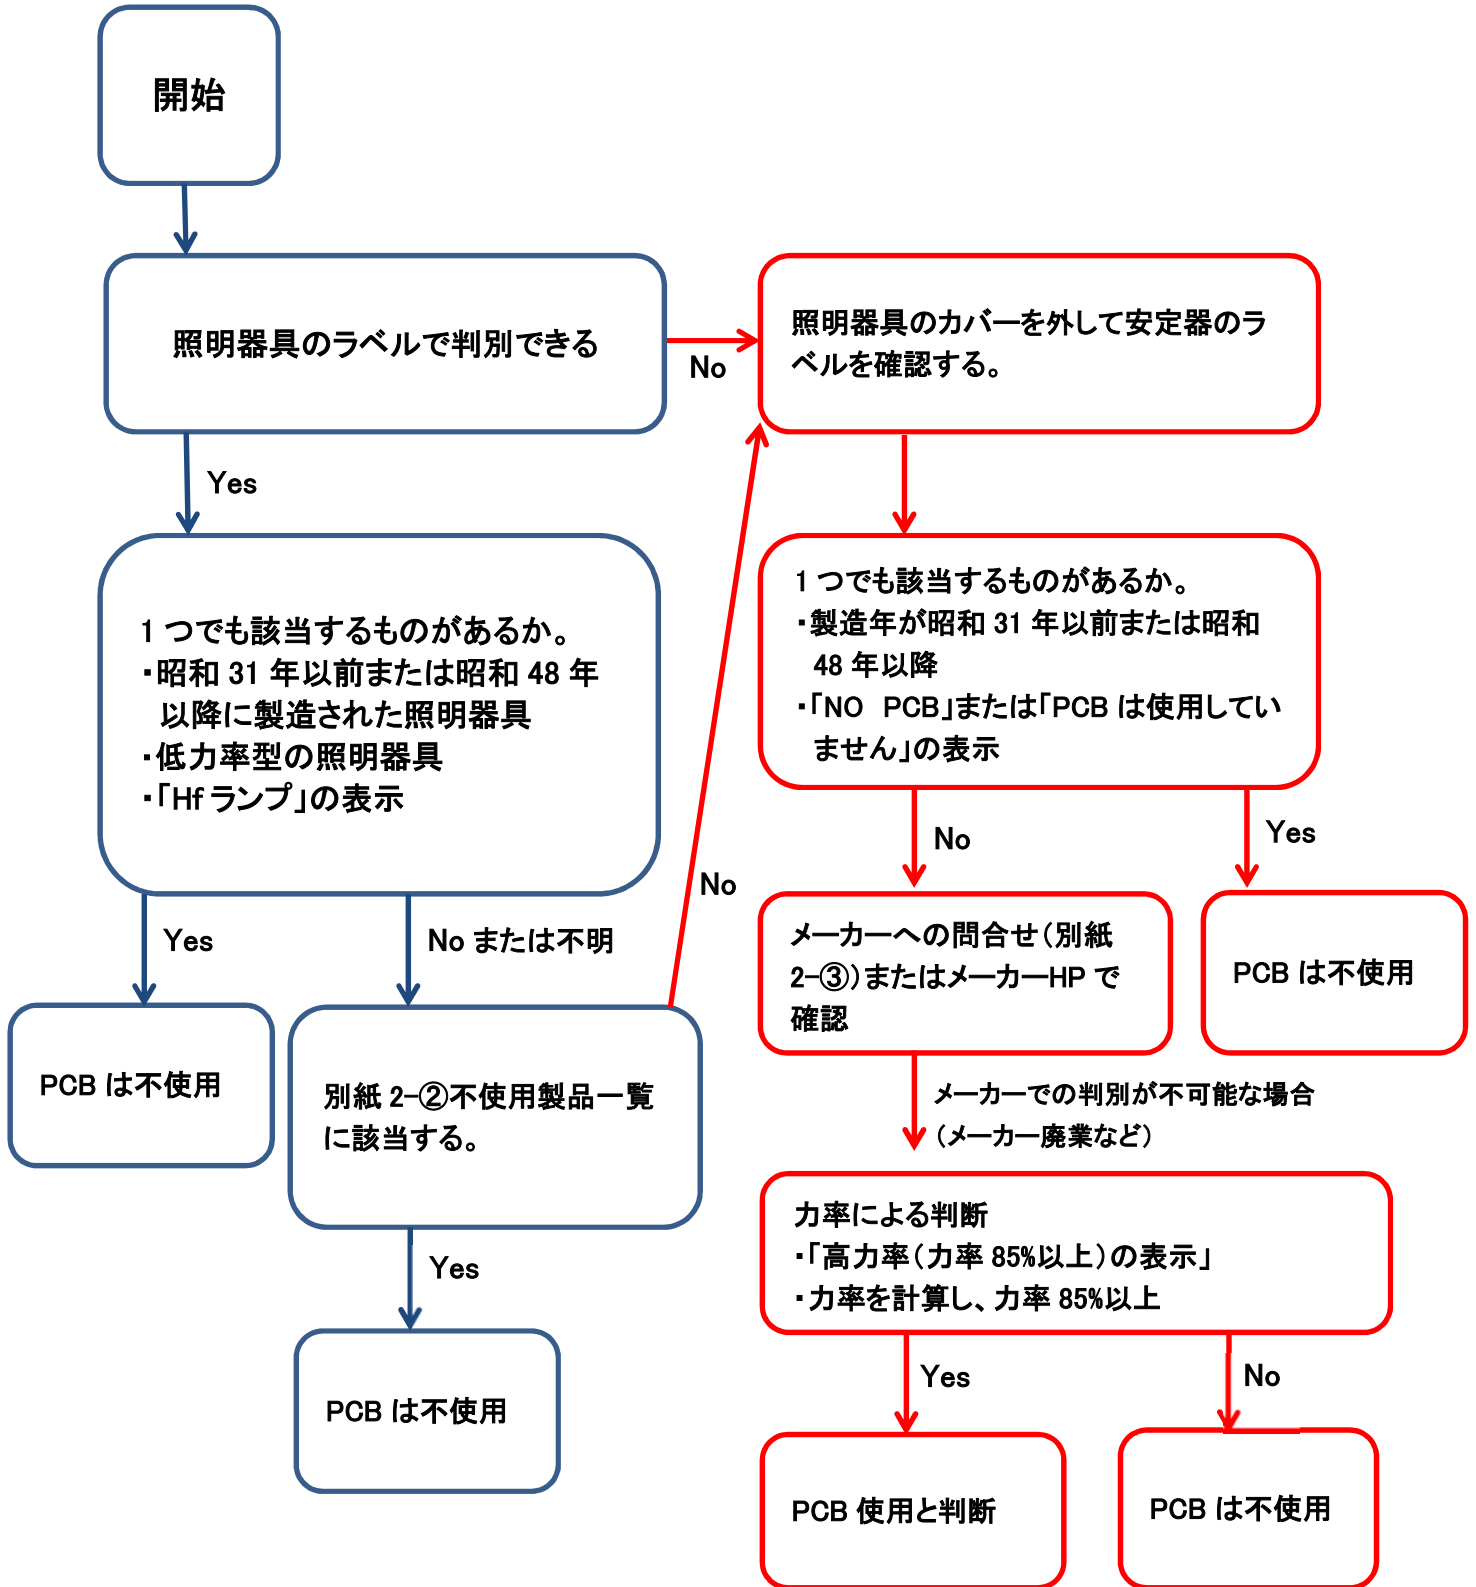 開始
照明器具のラベルで判別できる
No
照明器具のカバーを外して安定器のラ
ベルを確認する。
Yes
1 つでも該当するものがあるか。
・昭和 31 年以前または昭和 48 年
以降に製造された照明器具
・低力率型の照明器具
・「Hf ランプ」の表示
1 つでも該当するものがあるか。
・製造年が昭和 31 年以前または昭和
48 年以降
・「NO PCB」または「PCB は使用してい
ません」の表示
No
Yes
No または不明
No
Yes
PCB は不使用
別紙 2-②不使用製品一覧
に該当する。
Yes
PCB は不使用
メーカーへの問合せ（別紙
2-③）またはメーカーHP で
確認
PCB は不使用
メーカーでの判別が不可能な場合
（メーカー廃業など）
力率による判断
・「高力率（力率 85%以上）の表示」
・力率を計算し、力率 85%以上
Yes
No
PCB 使用と判断
PCB は不使用